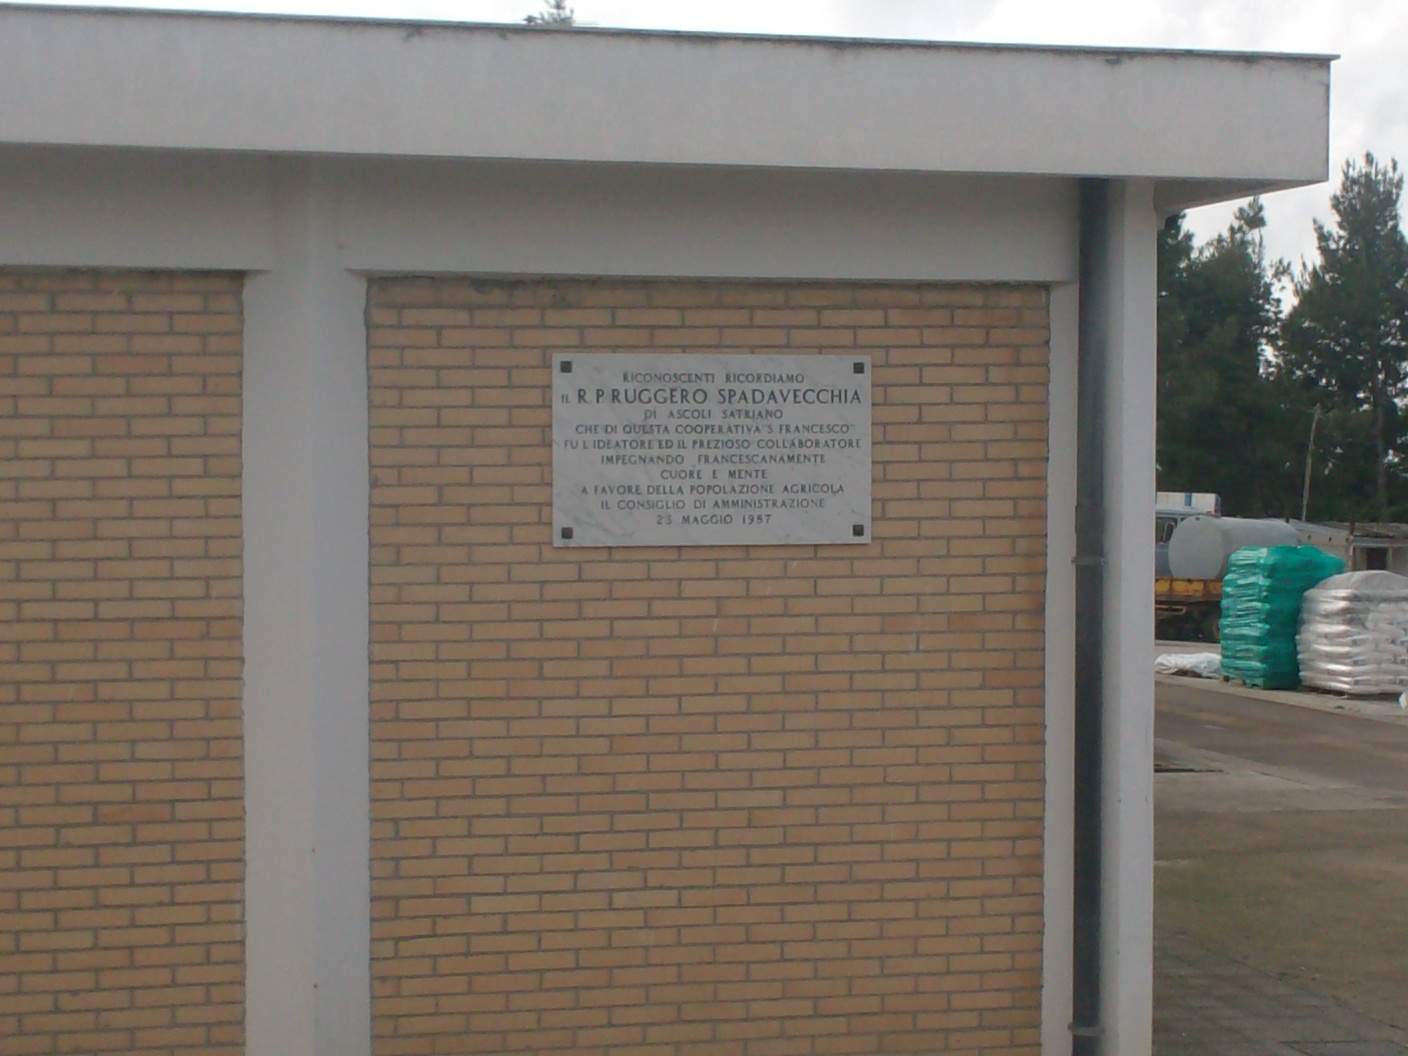 RICONOSCENTI RICORDIAMO
IL R P RUGGERO SPADAVECCHIA
DI ASCOLI SATRIANO
CHE DI QUESTA COOPERATIVA "S. FRANCESCO"
FU L'IDEATORE ED IL PREZIOSO COLLABORATORE
IMPEGNANDO FRANCESCANAMENTE
CUORE E MENTE
A FAVORE DELLA POPOLAZIONE AGRICOLA
IL CONSIGLIO DI AMMINISTRAZIONE
23 MAGGIO 1987